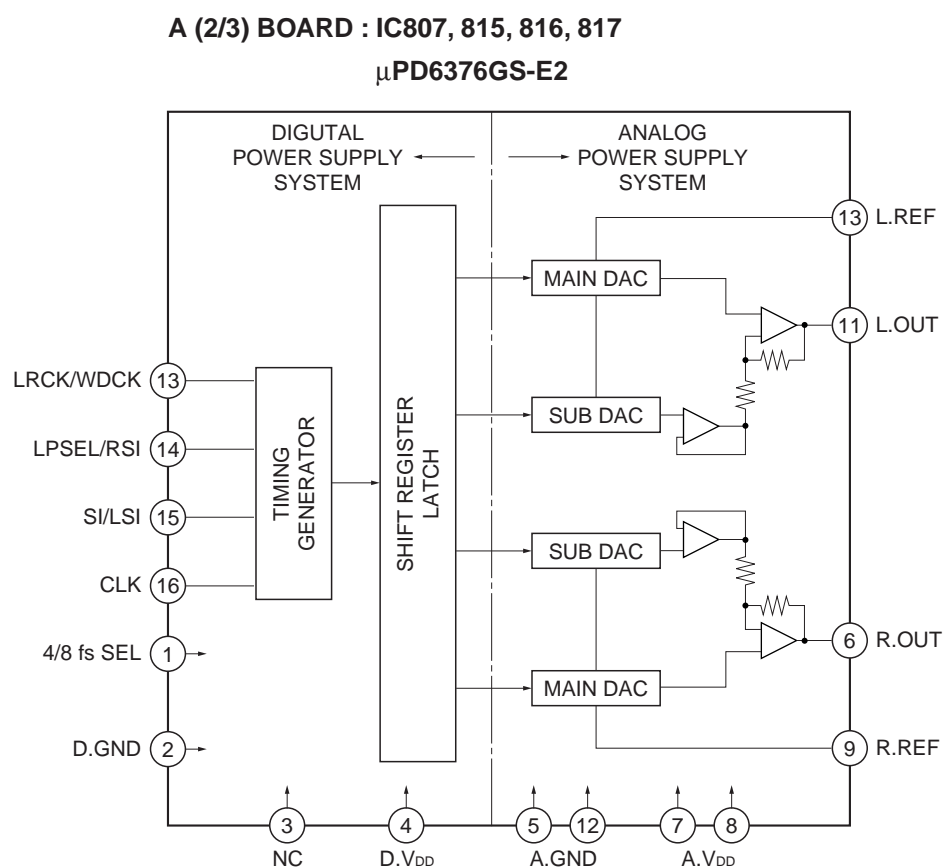 A (2/3) BOARD : IC807, 815, 816, 817
μPD6376GS-E2
DIGUTAL
POWER SUPPLY
SYSTEM
ANALOG
POWER SUPPLY
SYSTEM
13 L.REF
MAIN DAC
11 L.OUT
LRCK/WDCK 13
SUB DAC
LPSEL/RSI 14
TIMING
GENERATOR
SHIFT REGISTER
LATCH
SI/LSI 15
SUB DAC
CLK 16
4/8 fs SEL 1
6 R.OUT
MAIN DAC
D.GND 2
9 R.REF
3 4 5 12 7 8
NC D.VDD A.GND A.VDD